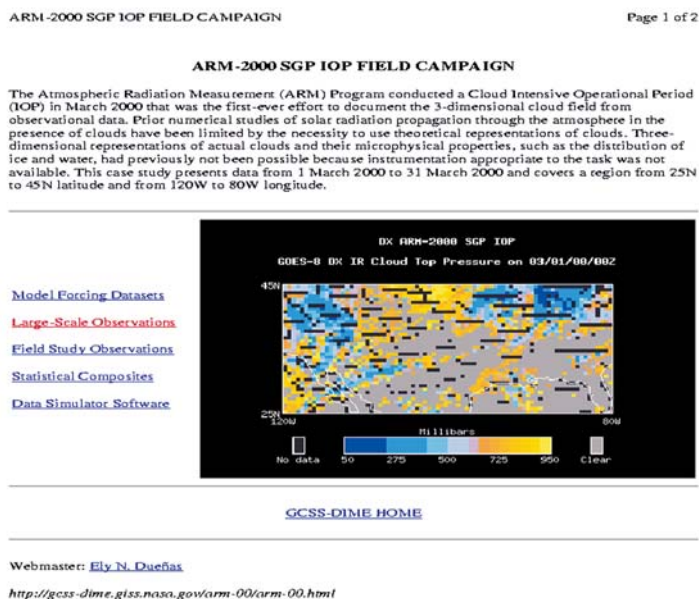 ARM-2000 SGP IOP FIELD CAMPAIGN
Page 1 of 2
ARM-2000 SGP IOP FIELD CAMPAIGN
The Atmospheric Radiation Measurement (ARM) Program conducted a Cloud Intensive Operational Period
(IOP) in March 2000 that was the first-ever effort to document the 3-dimensional cloud field from
observational data. Prior numerical studies of solar radiation propagation through the atmosphere in the
presence of clouds have been limited by the necessity to use theoretical representations of clouds. Three-
dimensional representations of actual clouds and their microphysical properties, such as the distribution of
ice and water, had previously not been possible because instrumentation appropriate to the task was not
available. This case study presents data from 1 March 2000 to 31 March 2000 and covers a region from 25N
to 45N latitude and from 120W to 80W longitude.
Model Forcing Datasets
Large-Scale Observations
Field Study Observations
Statistical Composites
Data Simulator Software
DX ARM-2000 SGP IOP
GOES-8 DX IR Cloud Top Pressure on 03/01/00/00Z
45N
25N
120W
80W
Millibars
No data
50
275
500
725
950
Clear
GCSS-DIME HOME
Webmaster: Ely N. Dueñas
http://gcss-dime.giss.nasa.gov/arm-00/arm-00.html